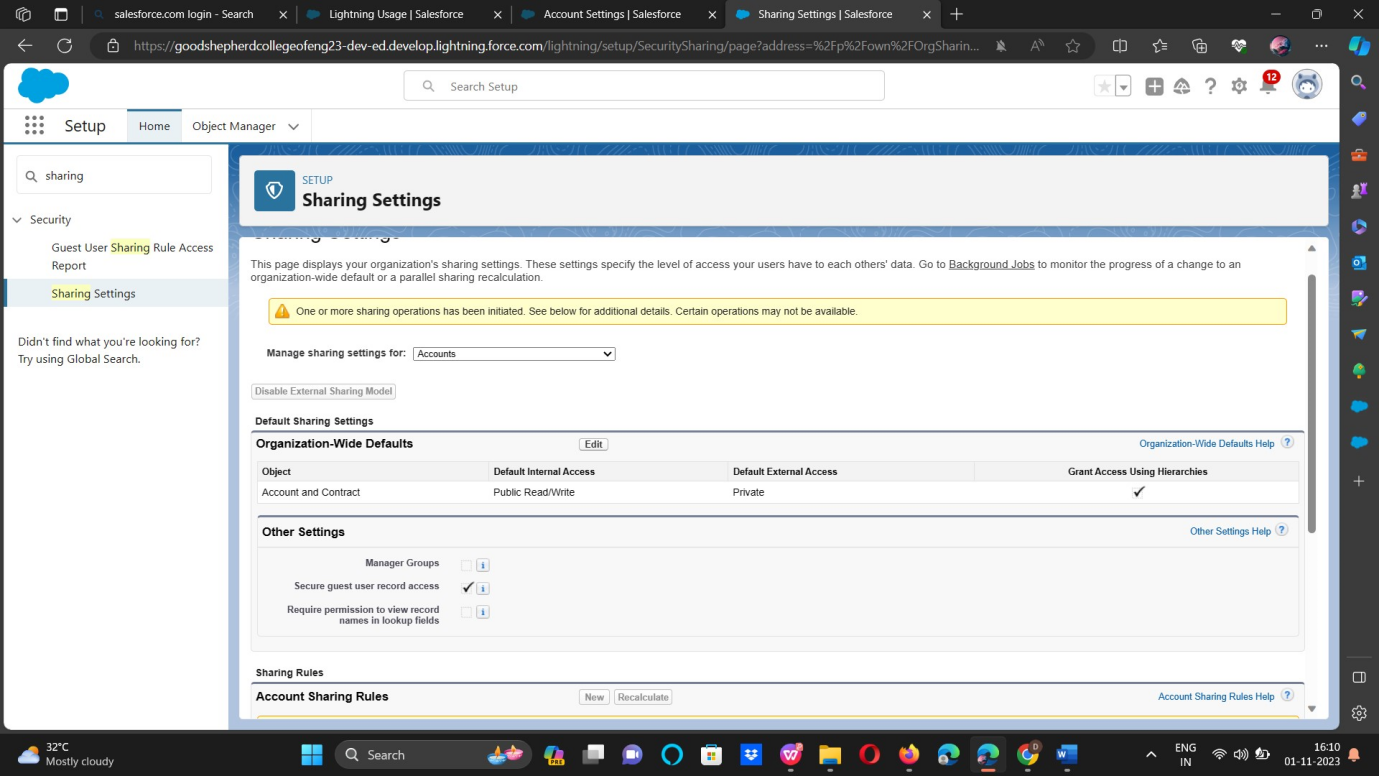 salesforce.com login - Search
Lightning Usage | Salesforce
Account Settings | Salesforce
Sharing Settings | Salesforce
https://goodshepherdcollegeofeng23-dev-ed.develop.lightning.force.com/lightning/setup/SecuritySharing/page?address=%2Fp%2Fown%2FOrgSharin...
Search Setup
12
Setup
Home
Object Manager
sharing
Security
Guest User Sharing Rule Access
Report
Sharing Settings
Didn't find what you're looking for?
Try using Global Search.
SETUP
Sharing Settings
Sharing Settings
This page displays your organization's sharing settings. These settings specify the level of access your users have to each others' data. Go to Background Jobs to monitor the progress of a change to an
organization-wide default or a parallel sharing recalculation.
One or more sharing operations has been initiated. See below for additional details. Certain operations may not be available.
Manage sharing settings for: Accounts
Disable External Sharing Model
Default Sharing Settings
Organization-Wide Defaults Edit Organization-Wide Defaults Help ?
Object Default Internal Access Default External Access Grant Access Using Hierarchies
Account and Contract Public Read/Write Private
Other Settings Other Settings Help ?
Manager Groups i
Secure guest user record access i
Require permission to view record
names in lookup fields i
Sharing Rules
Account Sharing Rules New Recalculate Account Sharing Rules Help ?
32°C
Mostly cloudy
Search
PRE
D
ENG
IN
16:10
01-11-2023